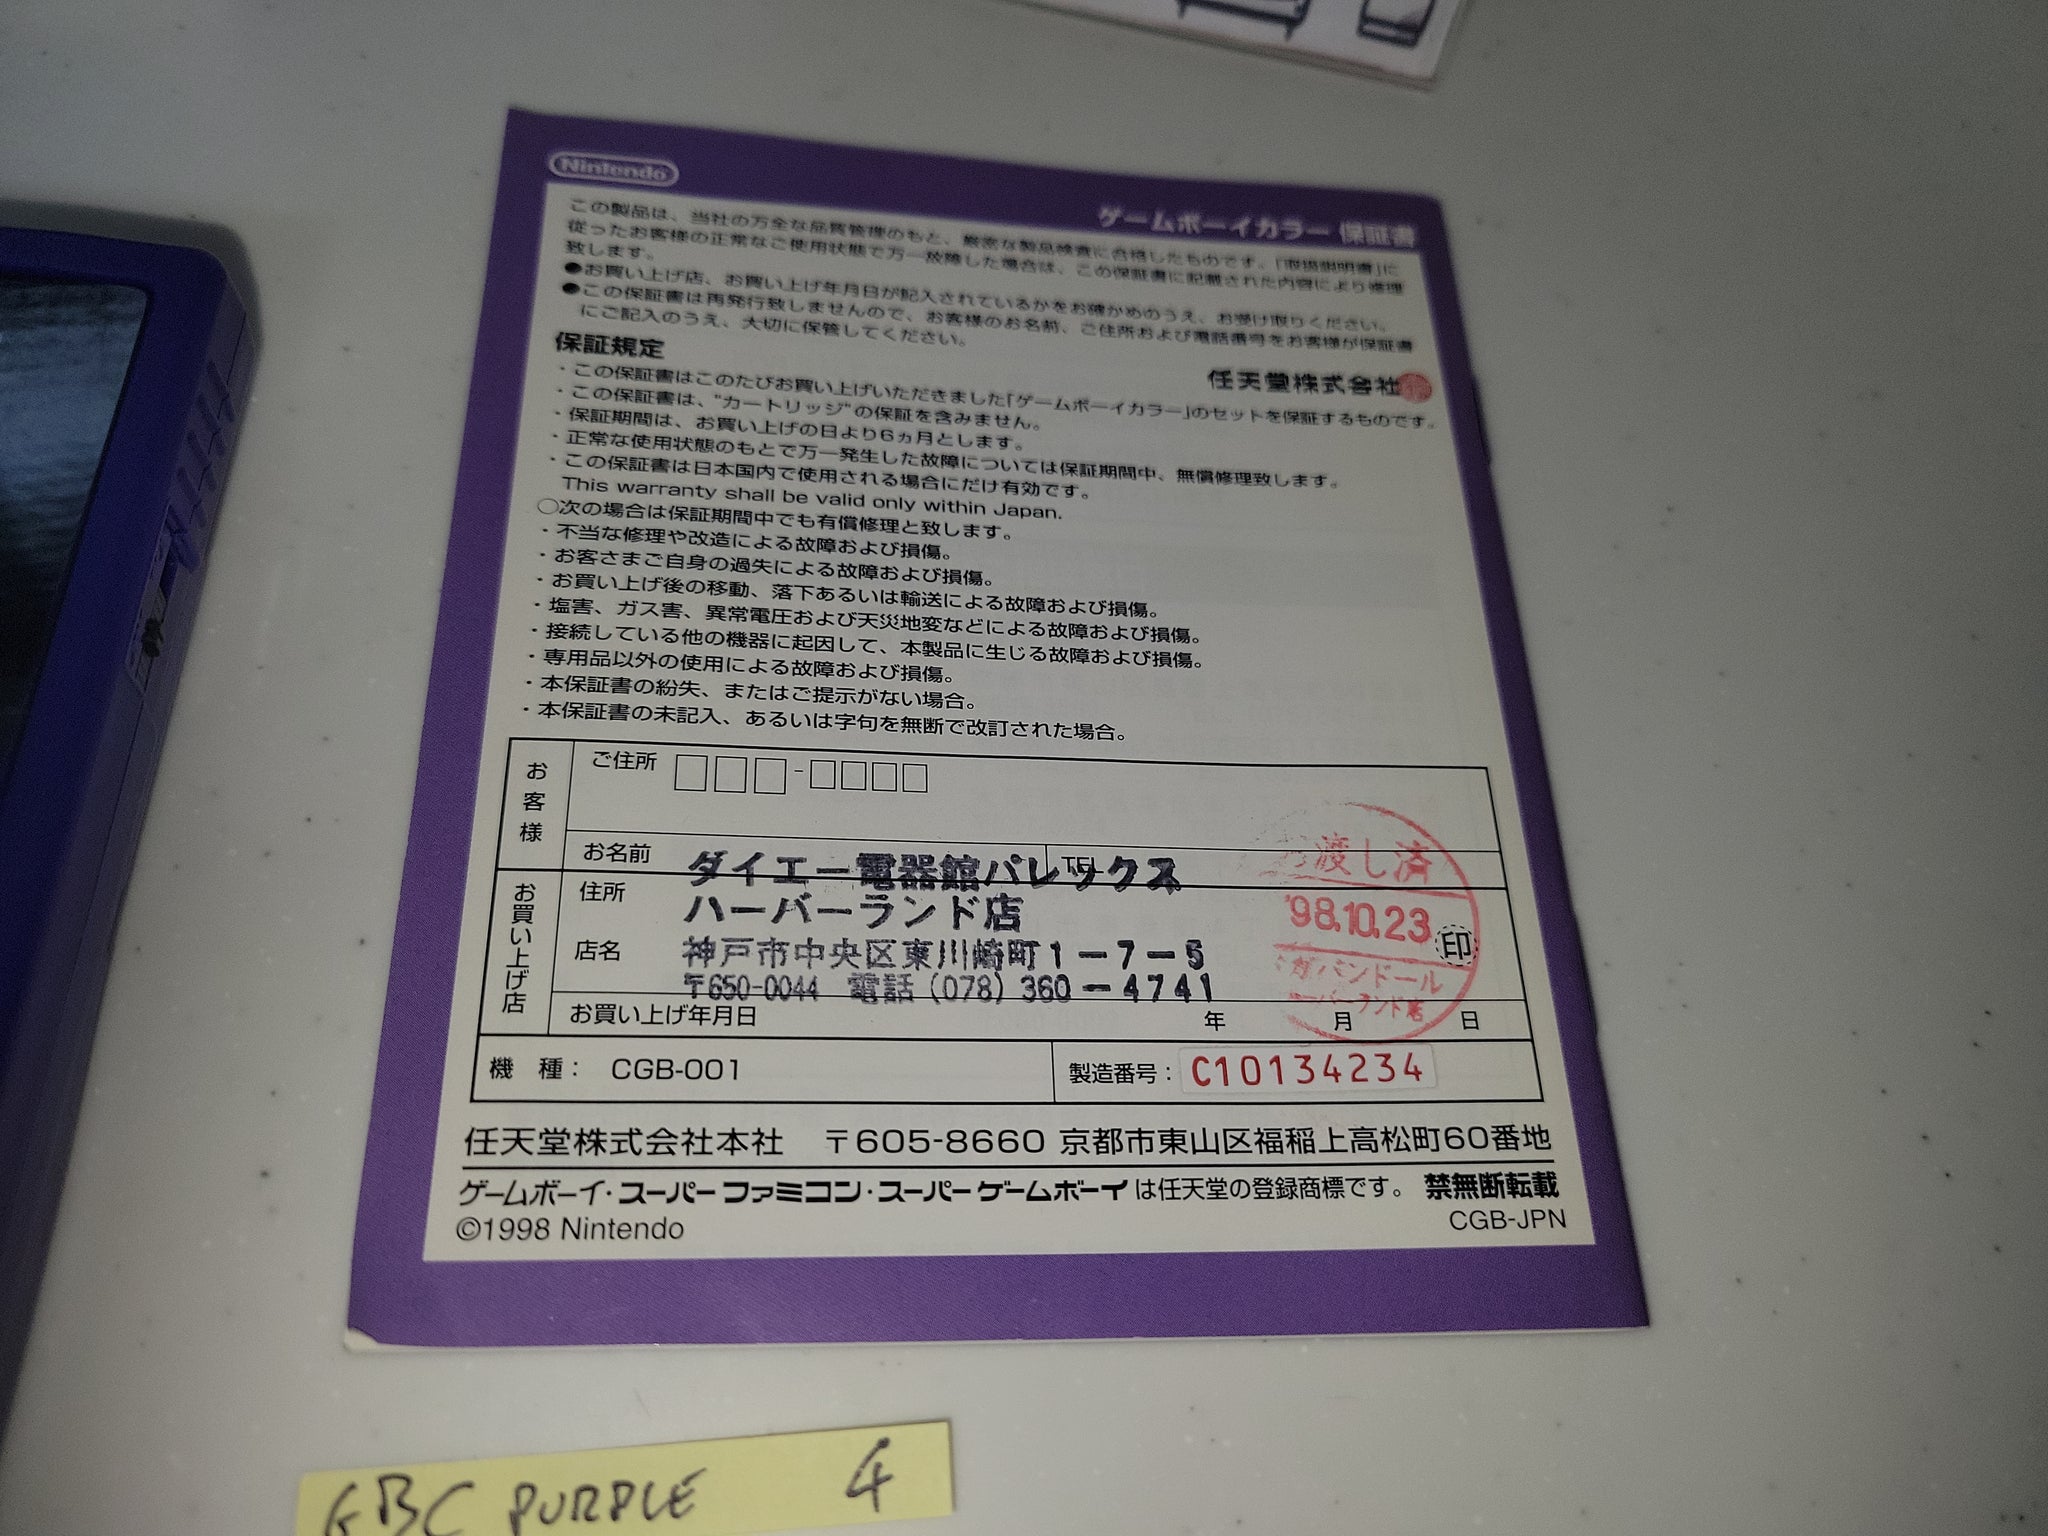 Nintendo
ゲームボーイカラー 保証書
この製品は、当社の万全な品質管理のもと、厳密な製品検査に合格したものです。「取扱説明書」に
従ったお客様の正常なご使用状態で万一故障した場合は、この保証書に記載された内容により修理
致します。
●お買い上げ店、お買い上げ年月日が記入されているかをお確かめのうえ、お受け取りください。
●この保証書は再発行致しませんので、お客様のお名前、ご住所および電話番号をお客様が保証書
にご記入のうえ、大切に保管してください。
任天堂株式会社
保証規定
・この保証書はこのたびお買い上げいただきました「ゲームボーイカラー」のセットを保証するものです。
・この保証書は、"カートリッジ"の保証を含みません。
・保証期間は、お買い上げの日より6ヵ月とします。
・正常な使用状態のもとで万一発生した故障については保証期間中、無償修理致します。
・この保証書は日本国内で使用される場合にだけ有効です。
This warranty shall be valid only within Japan.
○次の場合は保証期間中でも有償修理と致します。
・不当な修理や改造による故障および損傷。
・お客さまご自身の過失による故障および損傷。
・お買い上げ後の移動、落下あるいは輸送による故障および損傷。
・塩害、ガス害、異常電圧および天災地変などによる故障および損傷。
・接続している他の機器に起因して、本製品に生じる故障および損傷。
・専用品以外の使用による故障および損傷。
・本保証書の紛失、またはご提示がない場合。
・本保証書の未記入、あるいは字句を無断で改訂された場合。
お客様
ご住所 □□□-□□□□
お名前
TEL
お買い上げ店
住所
店名
ダイエー電器館パレックス
ハーバーランド店
神戸市中央区東川崎町1-7-5
〒650-0044 電話(078)360-4741
お渡し済
'98.10.23
印
パンドール
ハーバーランド店
お買い上げ年月日 年 月 日
機 種: CGB-001
製造番号: C10134234
任天堂株式会社本社 〒605-8660 京都市東山区福稲上高松町60番地
ゲームボーイ・スーパーファミコン・スーパーゲームボーイは任天堂の登録商標です。 禁無断転載
©1998 Nintendo
CGB-JPN
GBC PURPLE 4